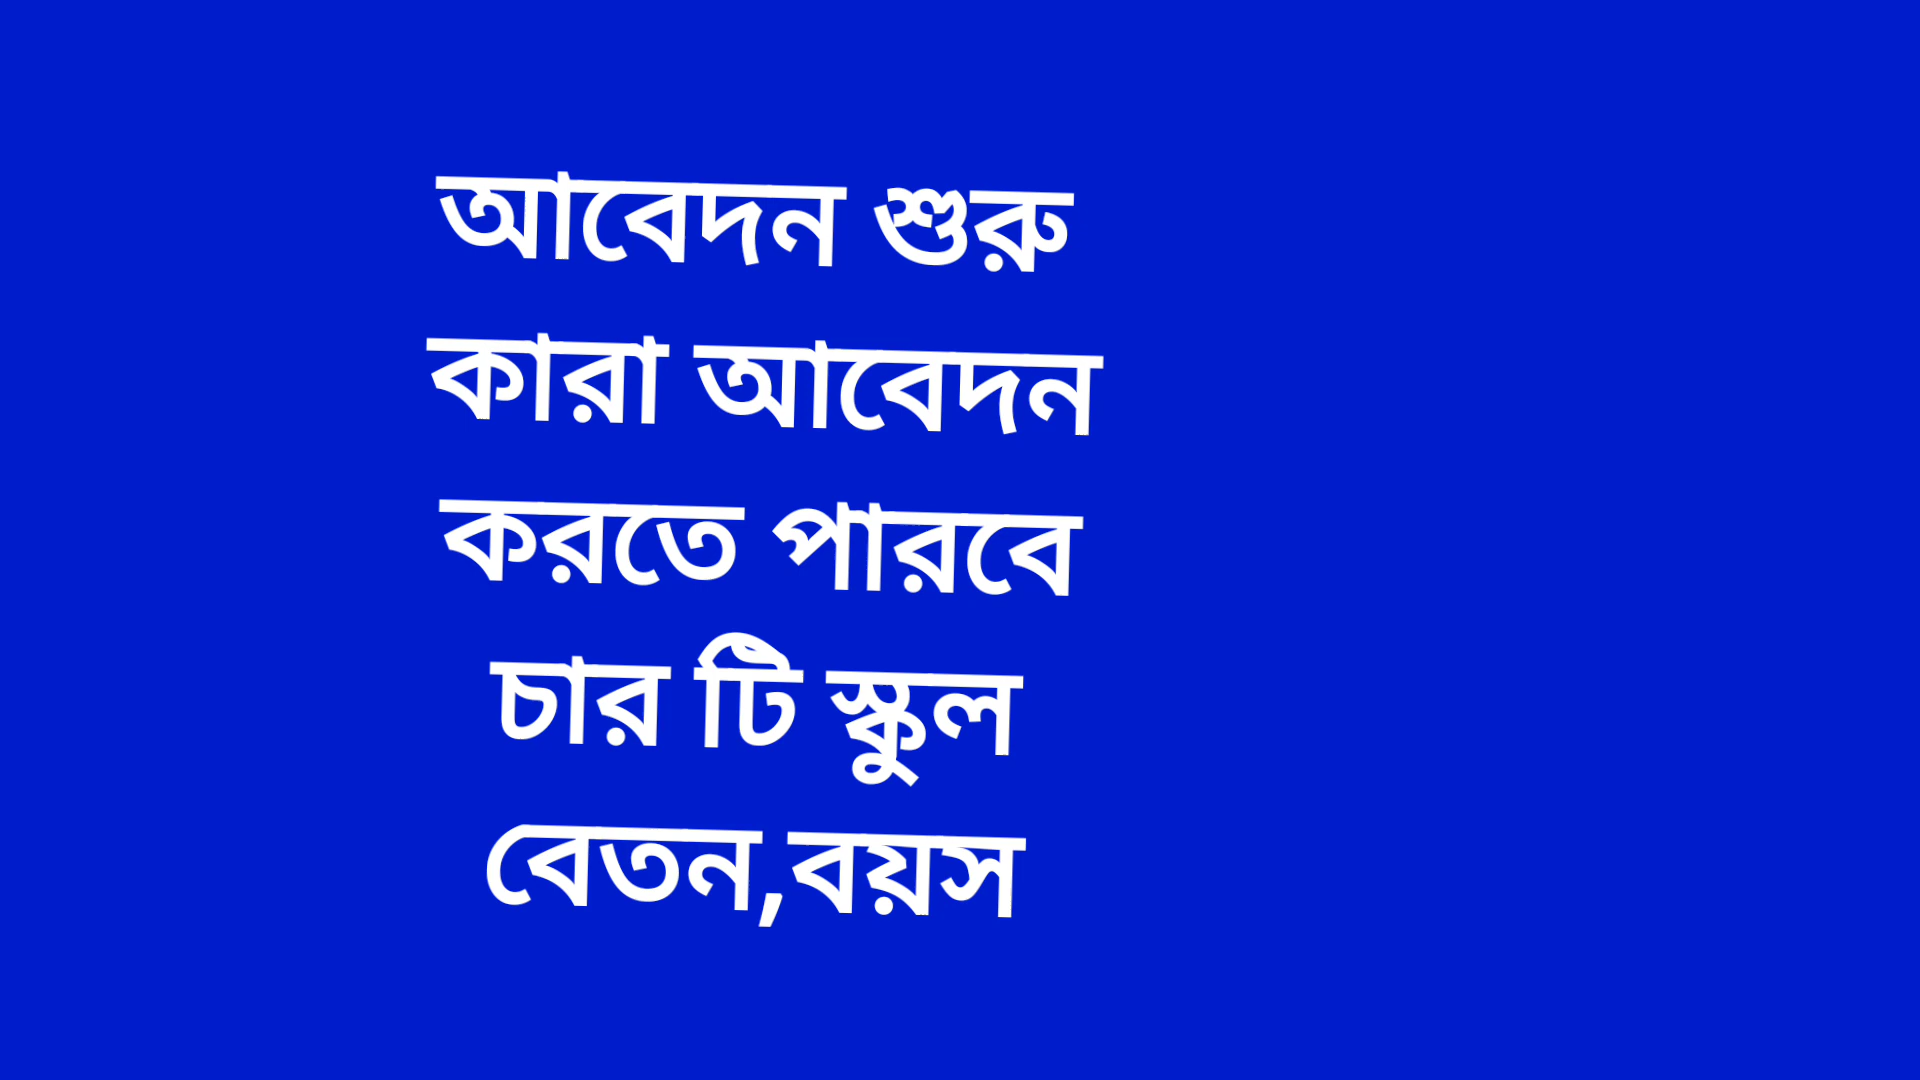 আবেদন শুরু
কারা আবেদন
করতে পারবে
চার টি স্কুল
বেতন,বয়স